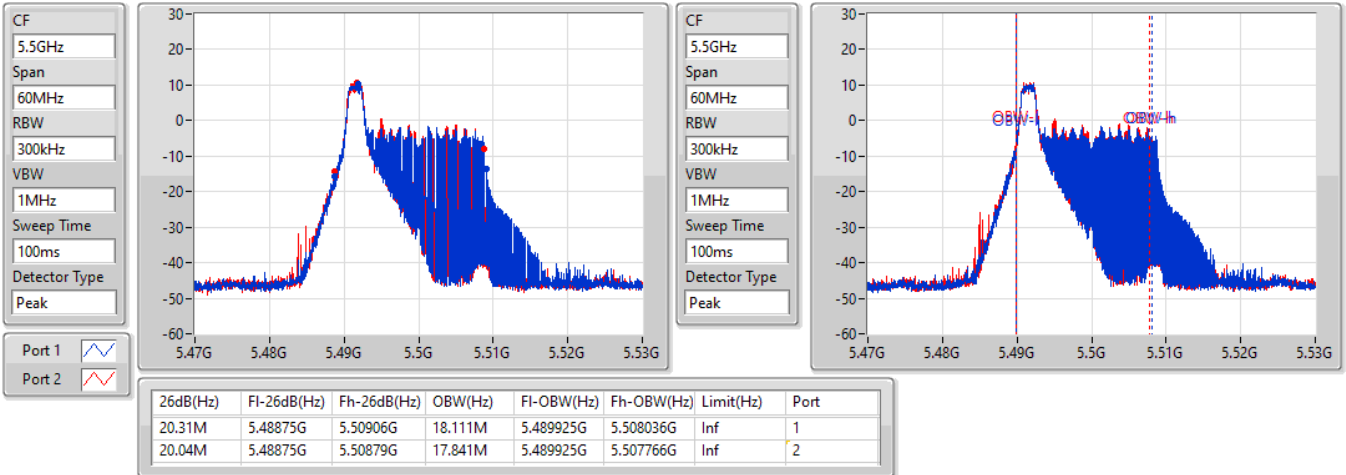 CF
5.5GHz
Span
60MHz
RBW
300kHz
VBW
1MHz
Sweep Time
100ms
Detector Type
Peak
Port 1
Port 2
30
20
10
0
-10
-20
-30
-40
-50
-60
5.47G 5.48G 5.49G 5.5G 5.51G 5.52G 5.53G
CF
5.5GHz
Span
60MHz
RBW
300kHz
VBW
1MHz
Sweep Time
100ms
Detector Type
Peak
30
20
10
0
-10
-20
-30
-40
-50
-60
OBW-l OBW-h
5.47G 5.48G 5.49G 5.5G 5.51G 5.52G 5.53G
26dB(Hz) Fl-26dB(Hz) Fh-26dB(Hz) OBW(Hz) Fl-OBW(Hz) Fh-OBW(Hz) Limit(Hz) Port
20.31M 5.48875G 5.50906G 18.111M 5.489925G 5.508036G Inf 1
20.04M 5.48875G 5.50879G 17.841M 5.489925G 5.507766G Inf 2